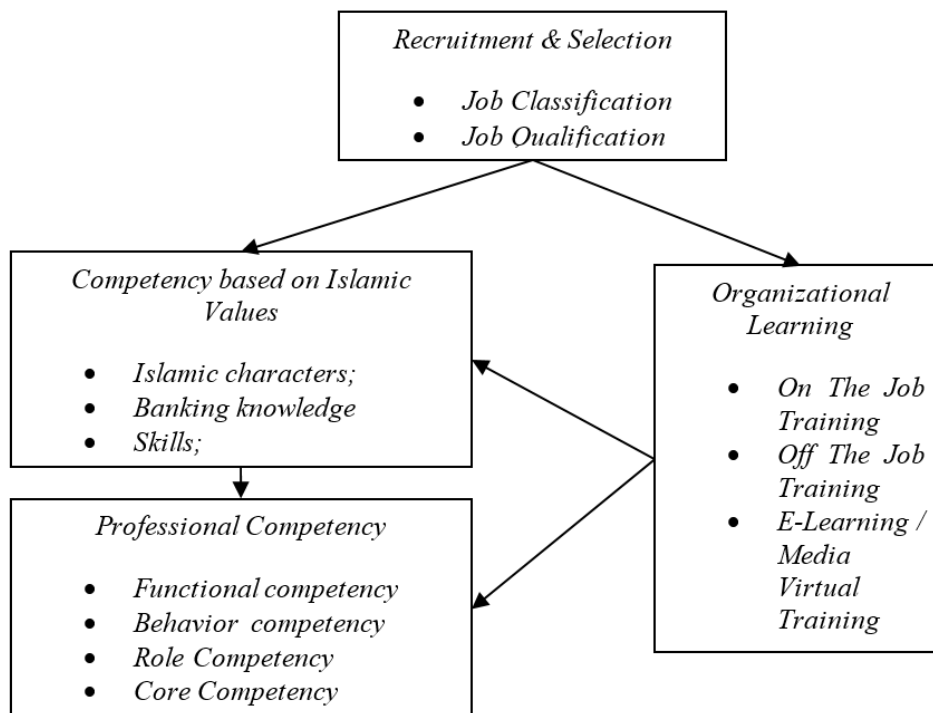 Recruitment & Selection
• Job Classification
• Job Qualification
Competency based on Islamic
Values
• Islamic characters;
• Banking knowledge
• Skills;
Organizational
Learning
• On The Job
Training
• Off The Job
Training
• E-Learning /
Media
Virtual
Training
Professional Competency
• Functional competency
• Behavior competency
• Role Competency
• Core Competency